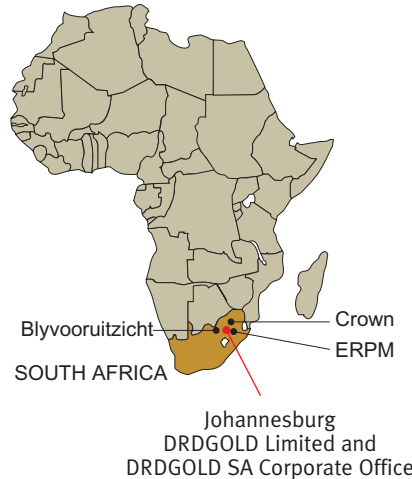 Blyvooruitzicht
Crown
ERPM
SOUTH AFRICA
Johannesburg
DRDGOLD Limited and
DRDGOLD SA Corporate Office